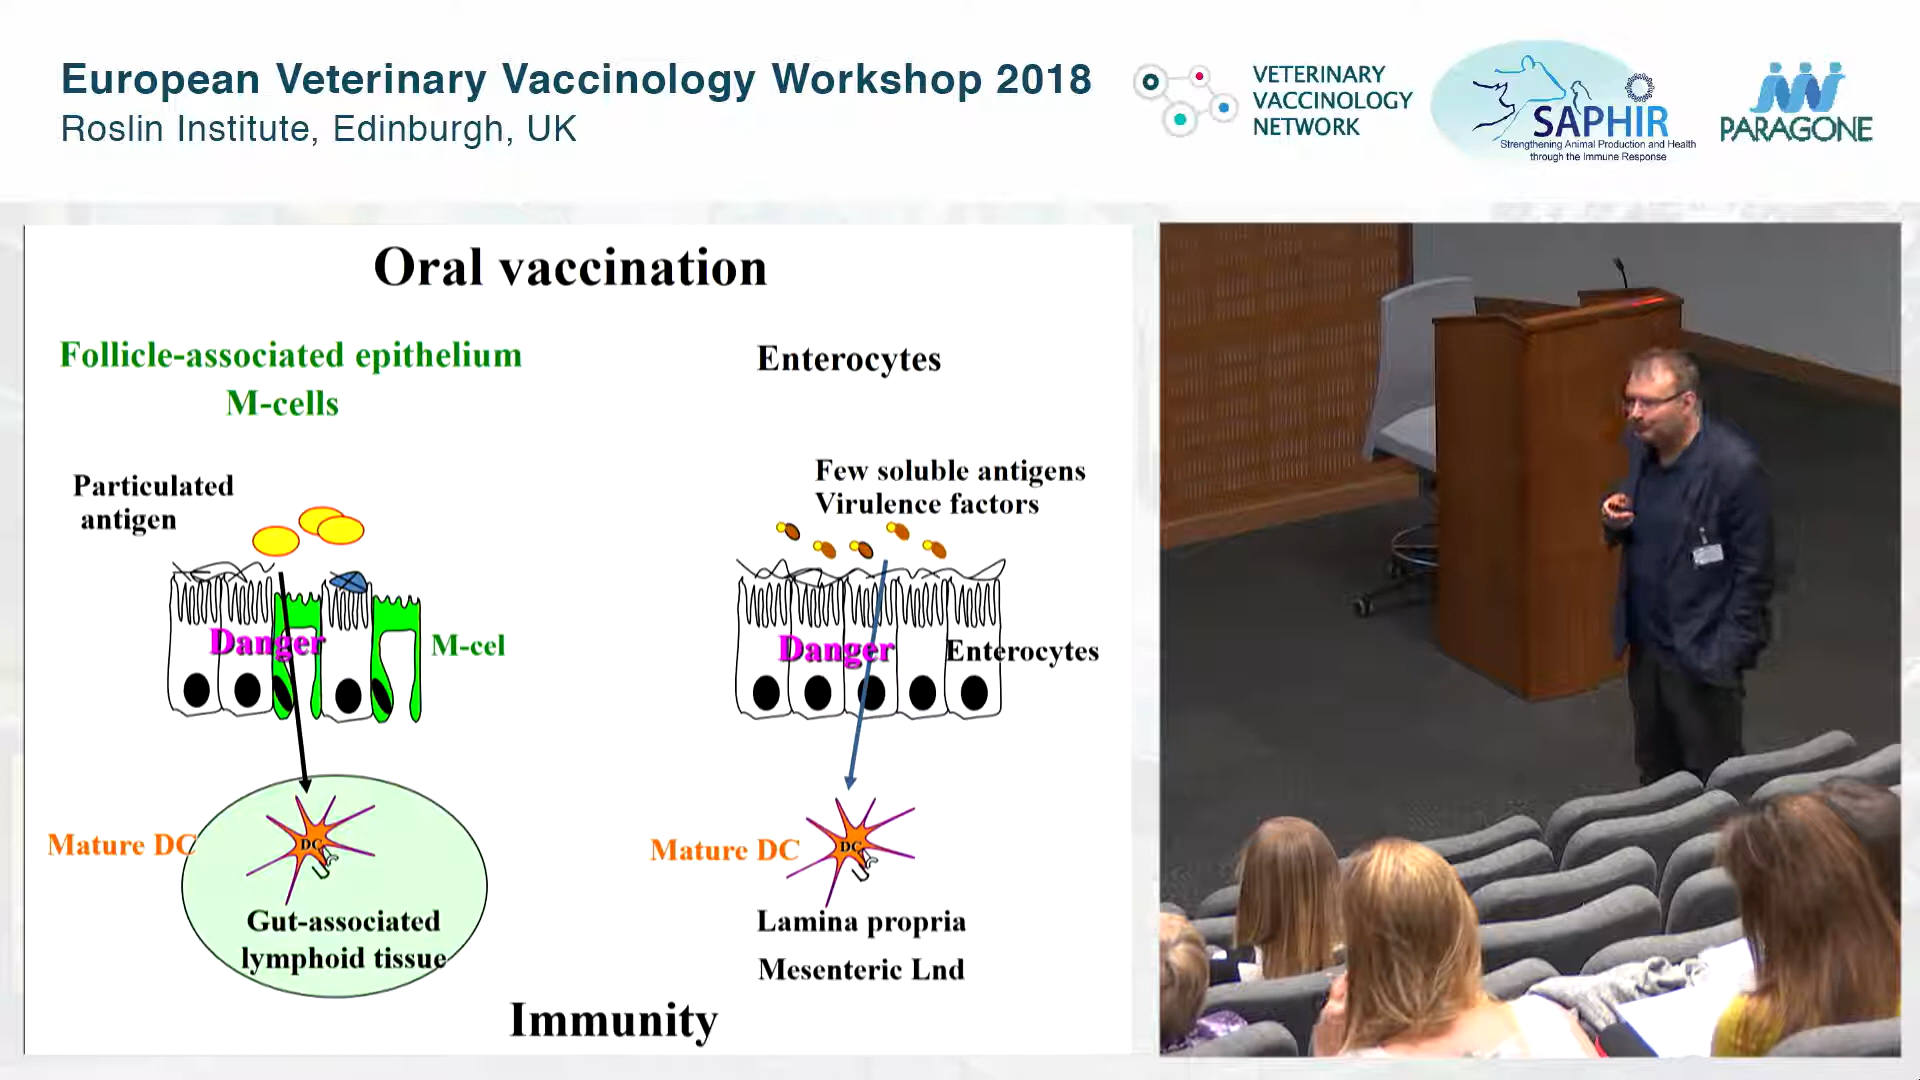 European Veterinary Vaccinology Workshop 2018
Roslin Institute, Edinburgh, UK
VETERINARY
VACCINOLOGY
NETWORK
SAPHIR
Strengthening Animal Production and Health
through the Immune Response
PARAGONE
Oral vaccination
Follicle-associated epithelium
M-cells
Enterocytes
Particulated
antigen
Few soluble antigens
Virulence factors
Danger
M-cel
Danger
Enterocytes
Mature DC
DC
Mature DC
DC
Gut-associated
lymphoid tissue
Lamina propria
Mesenteric Lnd
Immunity